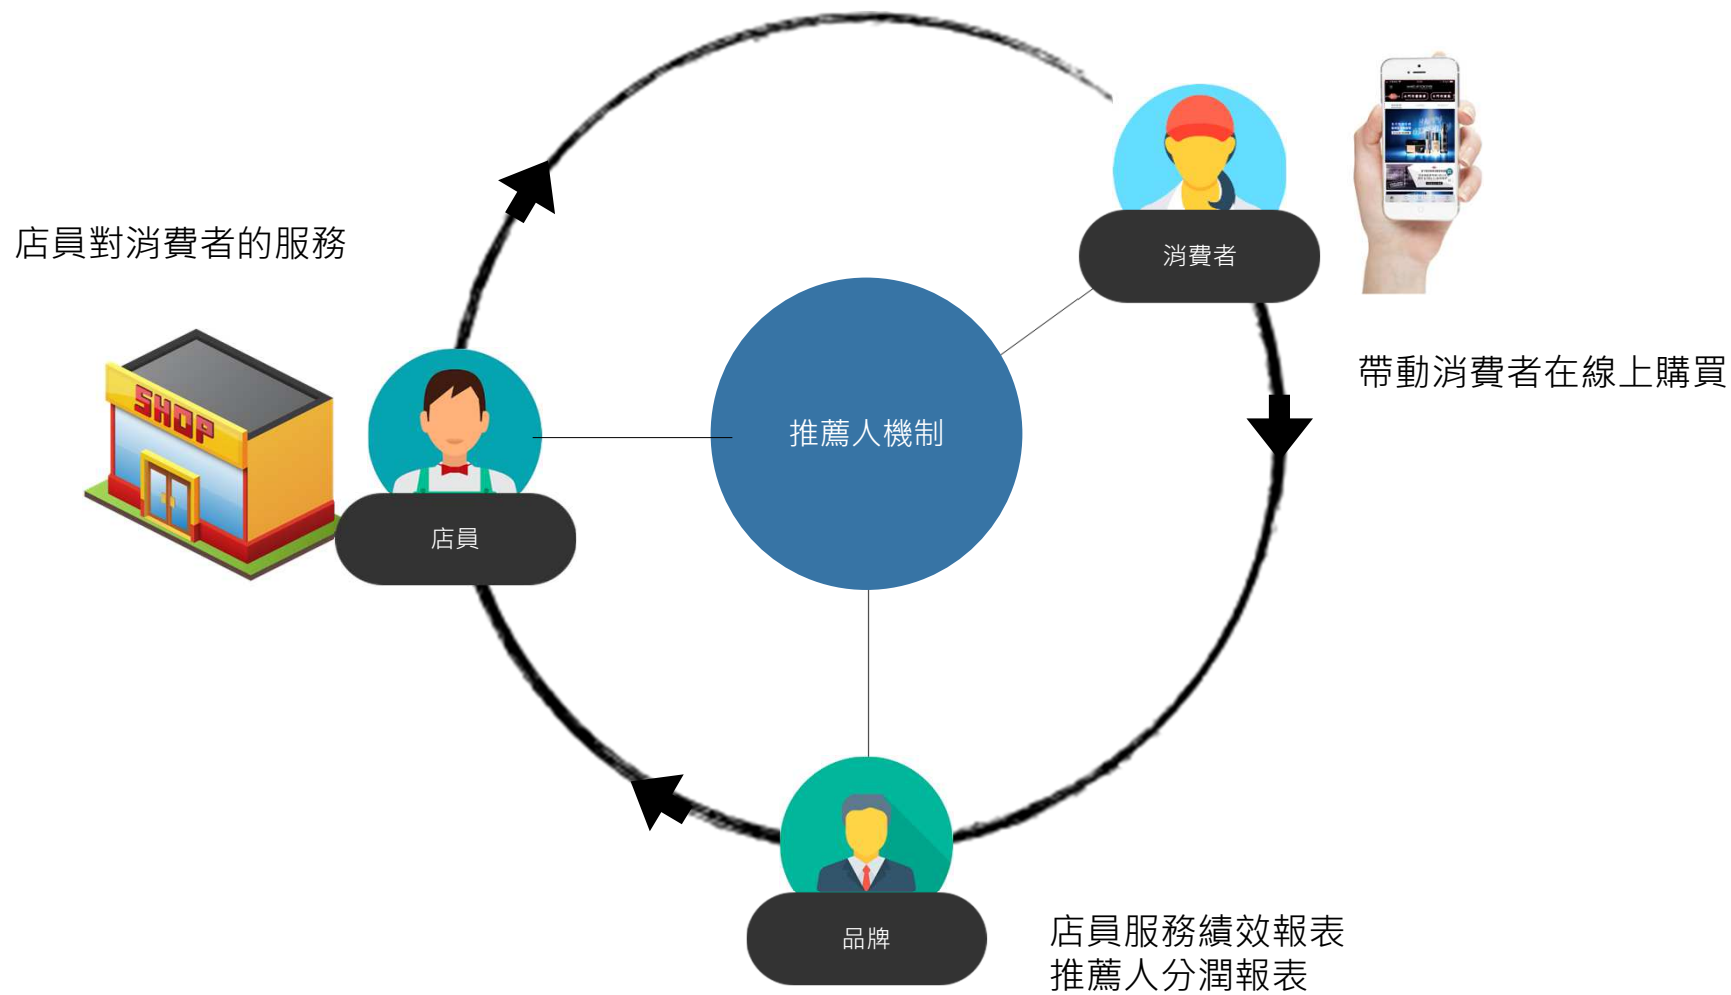 店員對消費者的服務
SHOP
店員
推薦人機制
消費者
帶動消費者在線上購買
品牌
店員服務績效報表
推薦人分潤報表